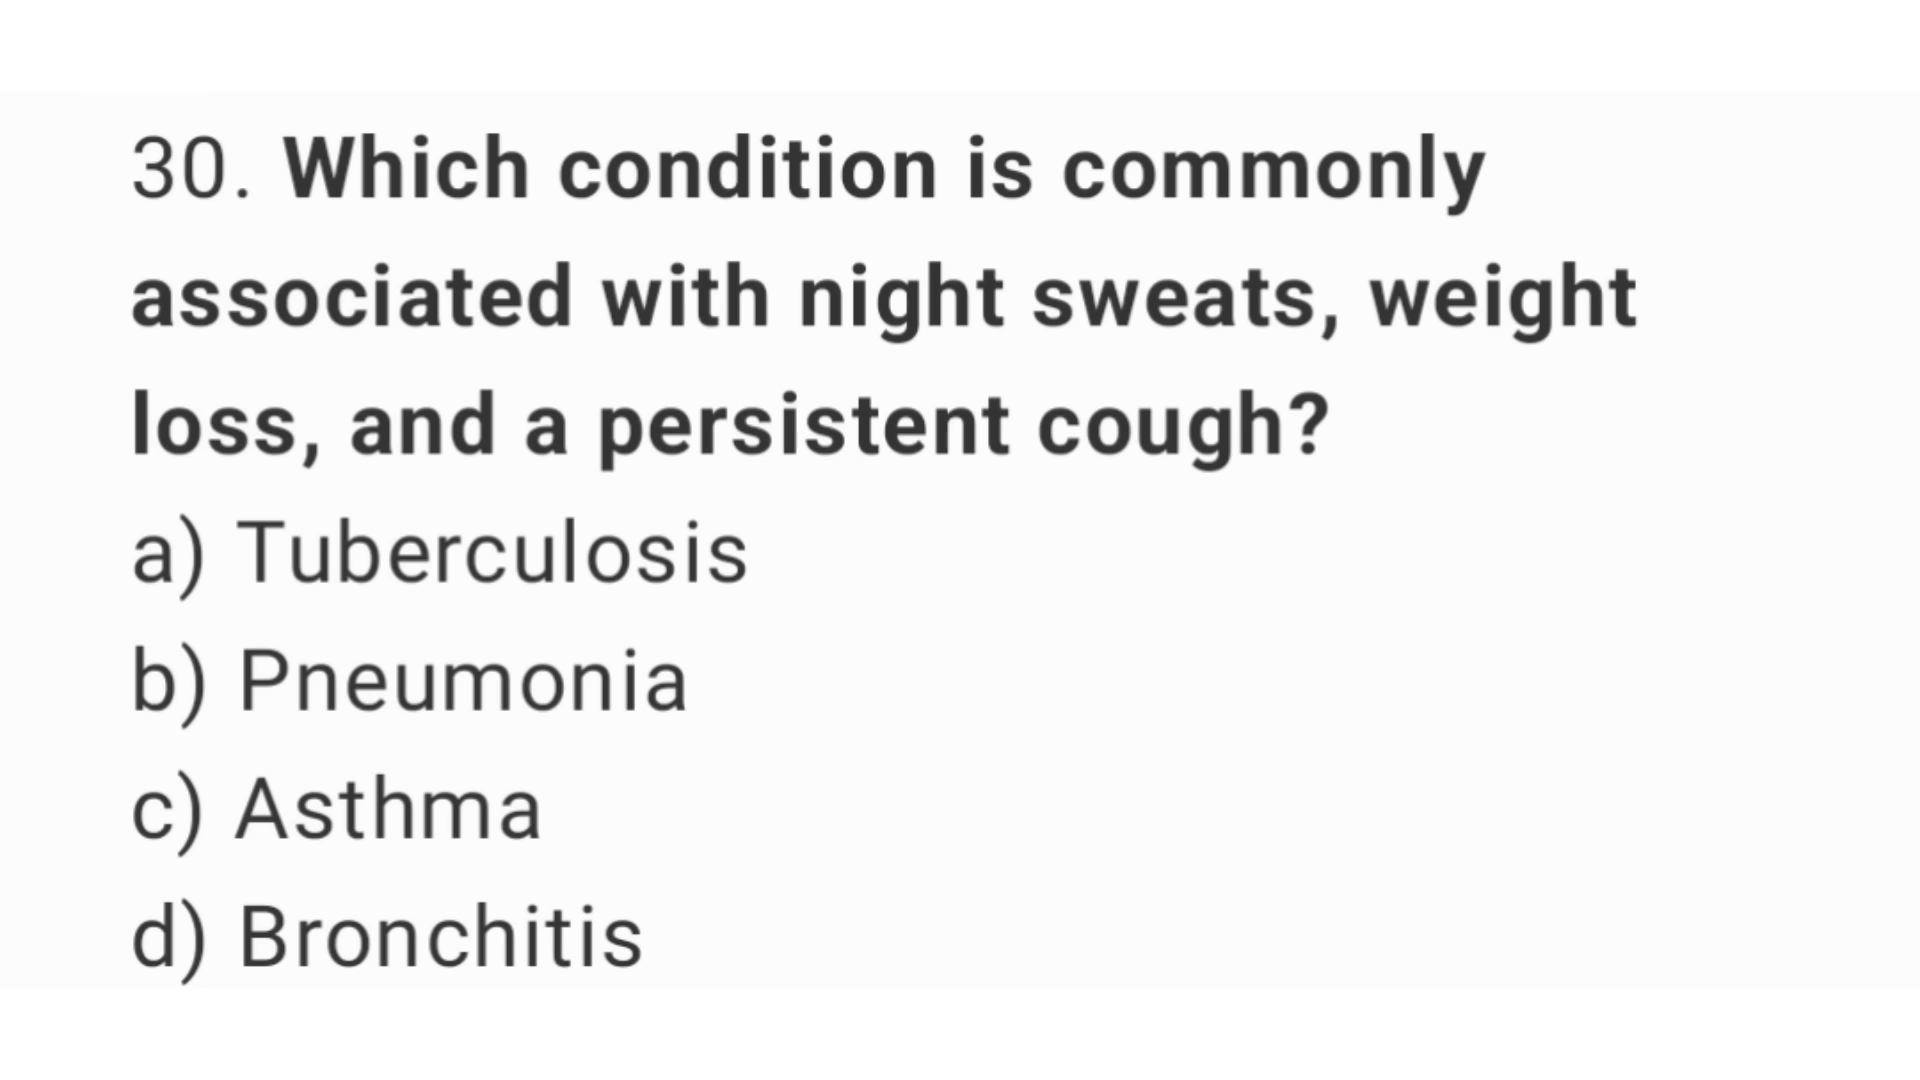 30. Which condition is commonly
associated with night sweats, weight
loss, and a persistent cough?
a) Tuberculosis
b) Pneumonia
c) Asthma
d) Bronchitis